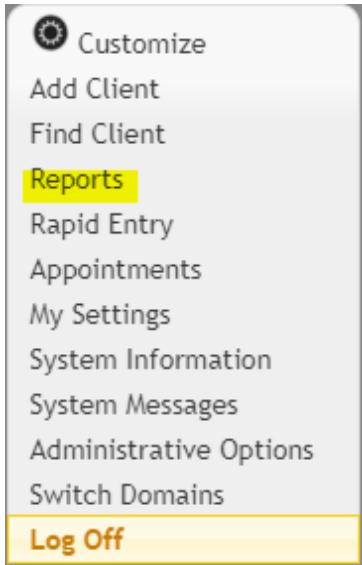 Customize
Add Client
Find Client
Reports
Rapid Entry
Appointments
My Settings
System Information
System Messages
Administrative Options
Switch Domains
Log Off